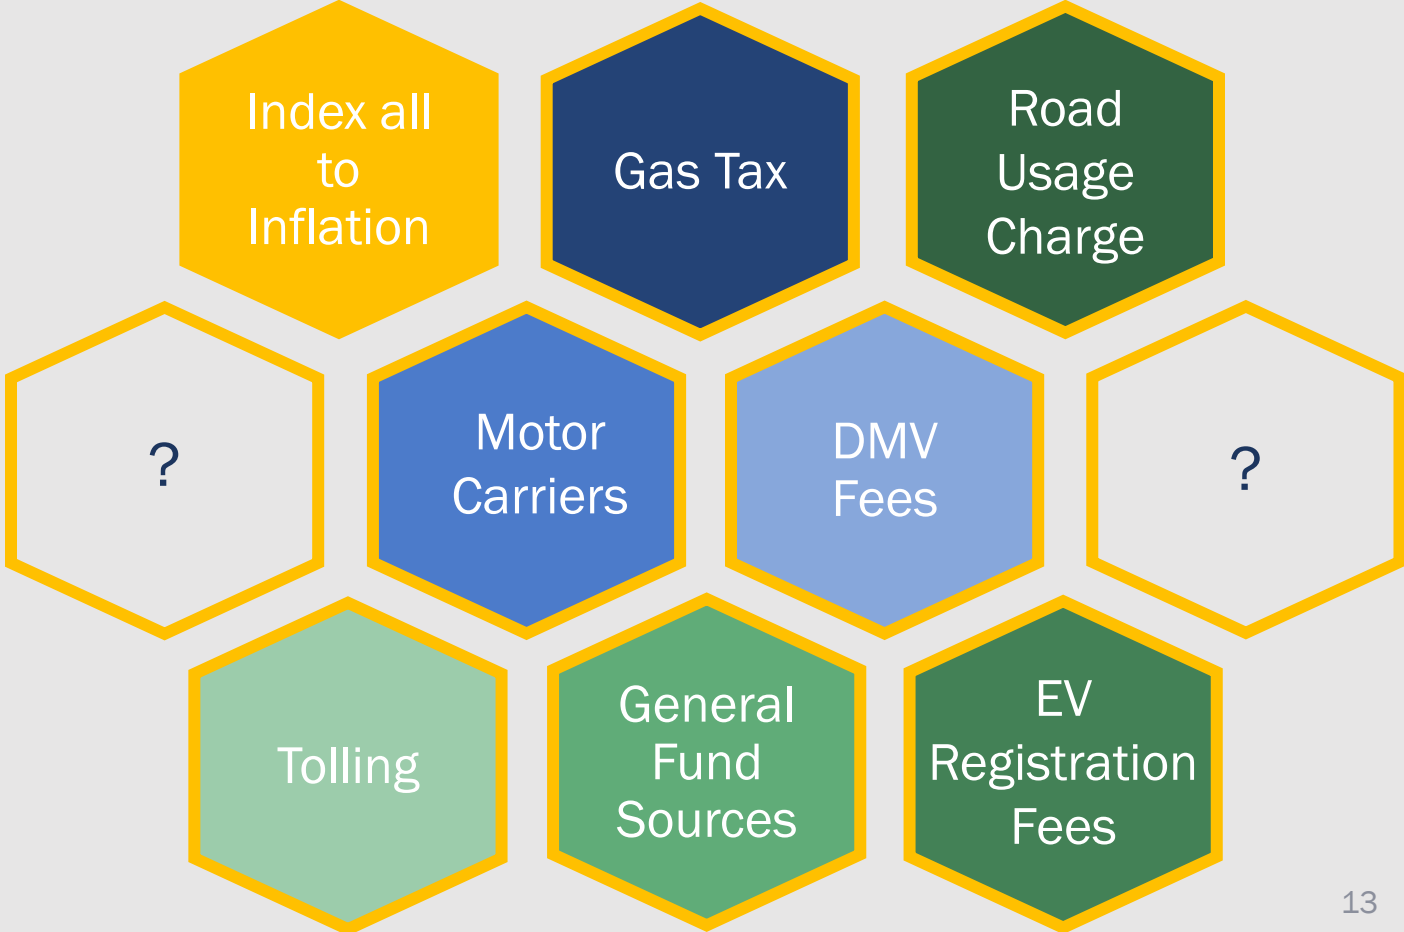 Index all
to
Inflation
Gas Tax
Road
Usage
Charge
?
Motor
Carriers
DMV
Fees
?
Tolling
General
Fund
Sources
EV
Registration
Fees
13